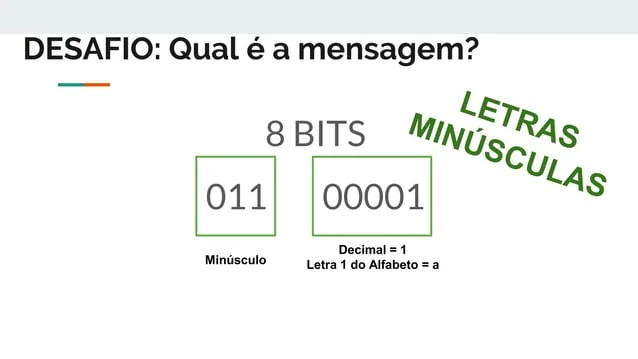 DESAFIO: Qual é a mensagem?
LETRAS
MINÚSCULAS
8 BITS
011 00001
Minúsculo
Decimal = 1
Letra 1 do Alfabeto = a